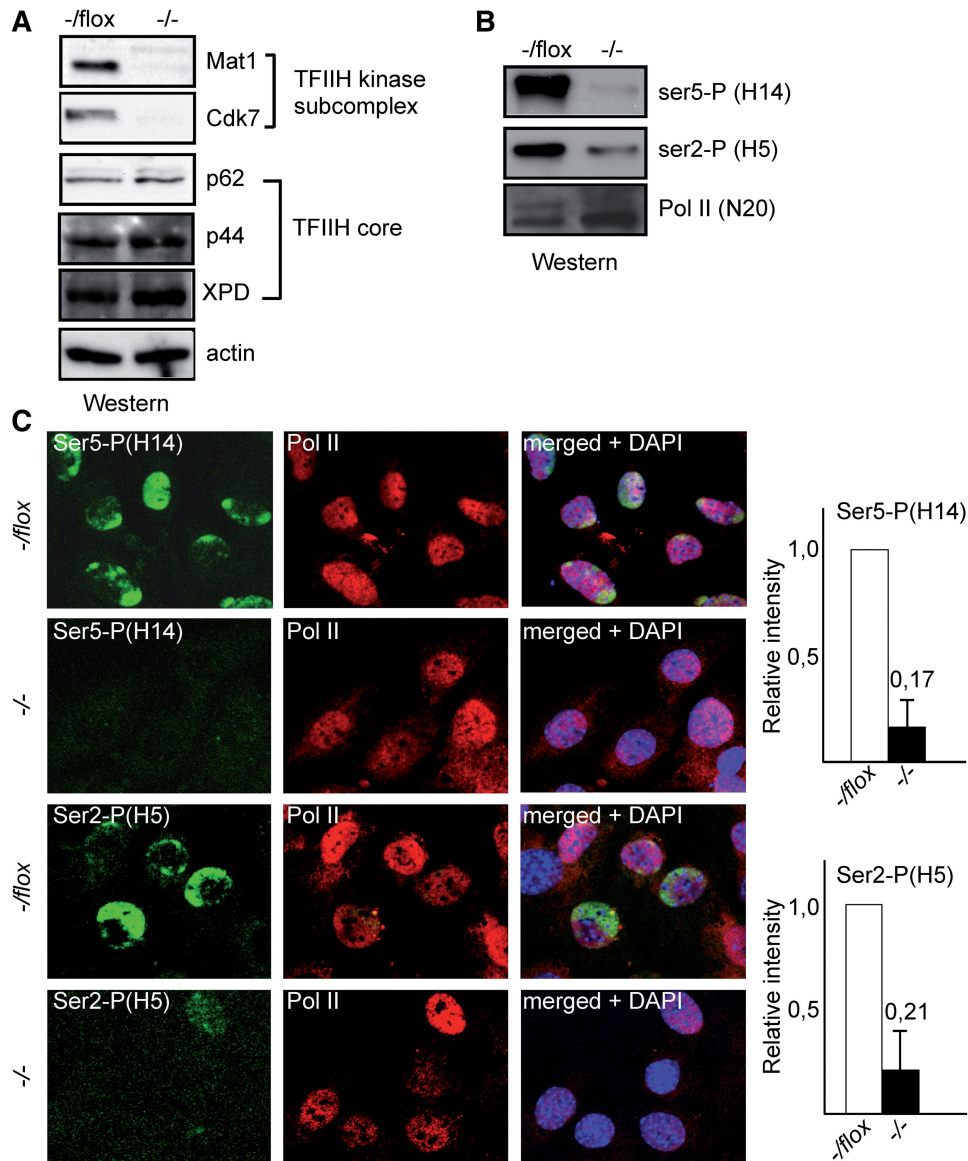 A
-/flox -/-
Mat1
Cdk7
TFIIH kinase
subcomplex
p62
p44
XPD
TFIIH core
actin
Western
B
-/flox -/-
ser5-P (H14)
ser2-P (H5)
Pol II (N20)
Western
C
-/flox
Ser5-P(H14)
Pol II
merged + DAPI
-/-
Ser5-P(H14)
Pol II
merged + DAPI
-/flox
Ser2-P(H5)
Pol II
merged + DAPI
-/-
Ser2-P(H5)
Pol II
merged + DAPI
Ser5-P(H14)
Relative intensity
1,0
0,5
0,17
-/flox
-/-
Ser2-P(H5)
Relative intensity
1,0
0,5
0,21
-/flox
-/-